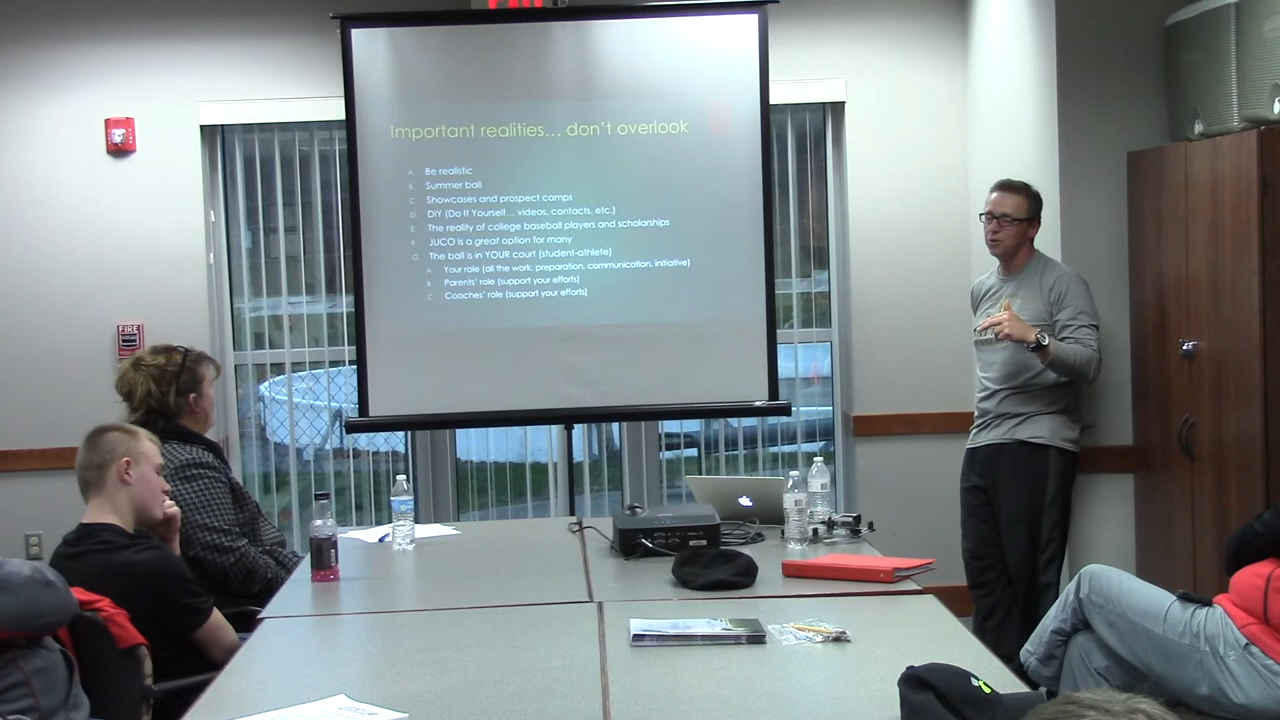 Important realities... don't overlook
A. Be realistic
B. Summer ball
C. Showcases and prospect camps
D. DIY (Do It Yourself... videos, contacts, etc.)
E. The reality of college baseball players and scholarships
F. JUCO is a great option for many
G. The ball is in YOUR court (student-athlete)
A. Your role (all the work: preparation, communication, initiative)
B. Parents' role (support your efforts)
C. Coaches' role (support your efforts)
FIRE